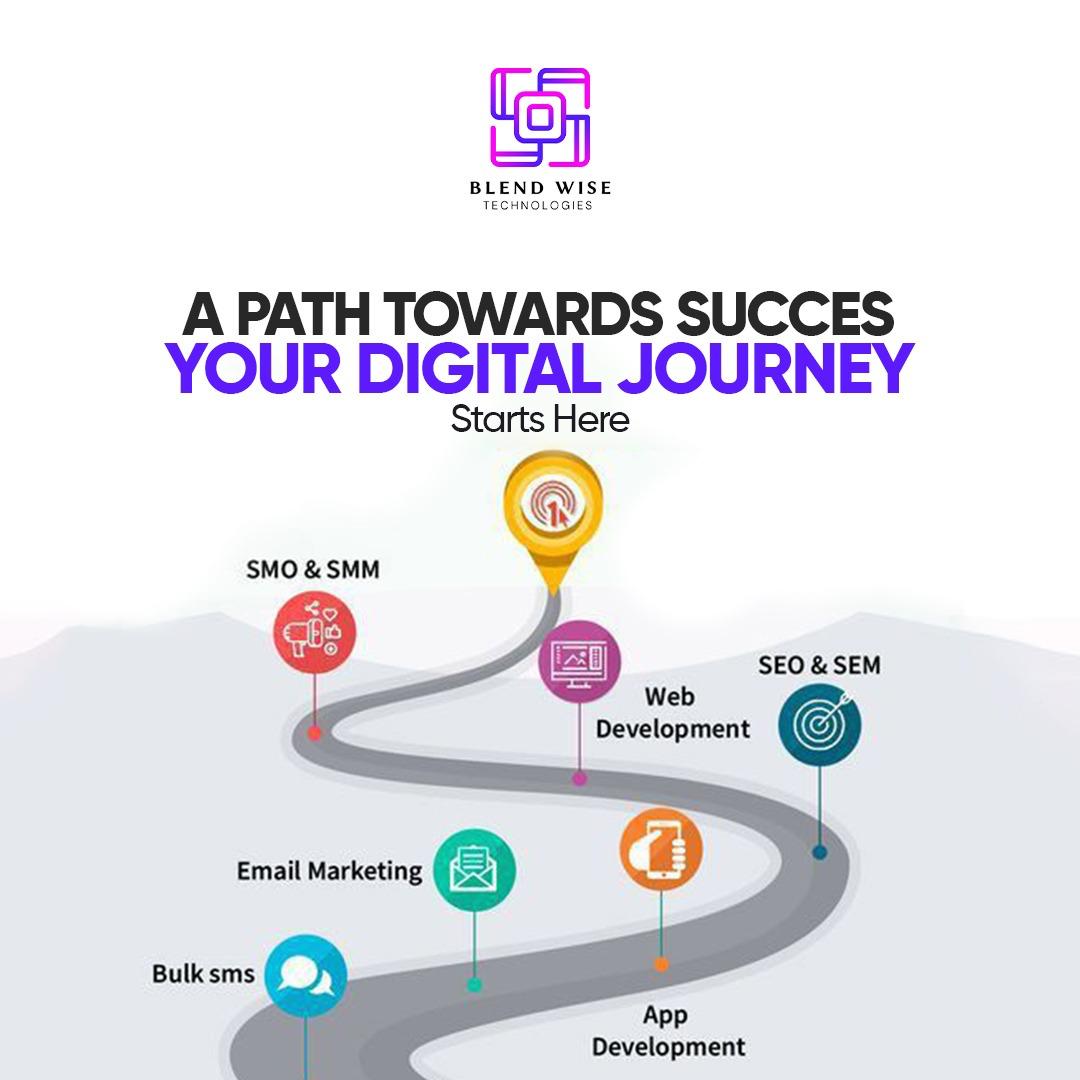 BLEND WISE
TECHNOLOGIES
A PATH TOWARDS SUCCES
YOUR DIGITAL JOURNEY
Starts Here
1
SMO & SMM
Web
Development
SEO & SEM
Email Marketing
Bulk sms
App
Development